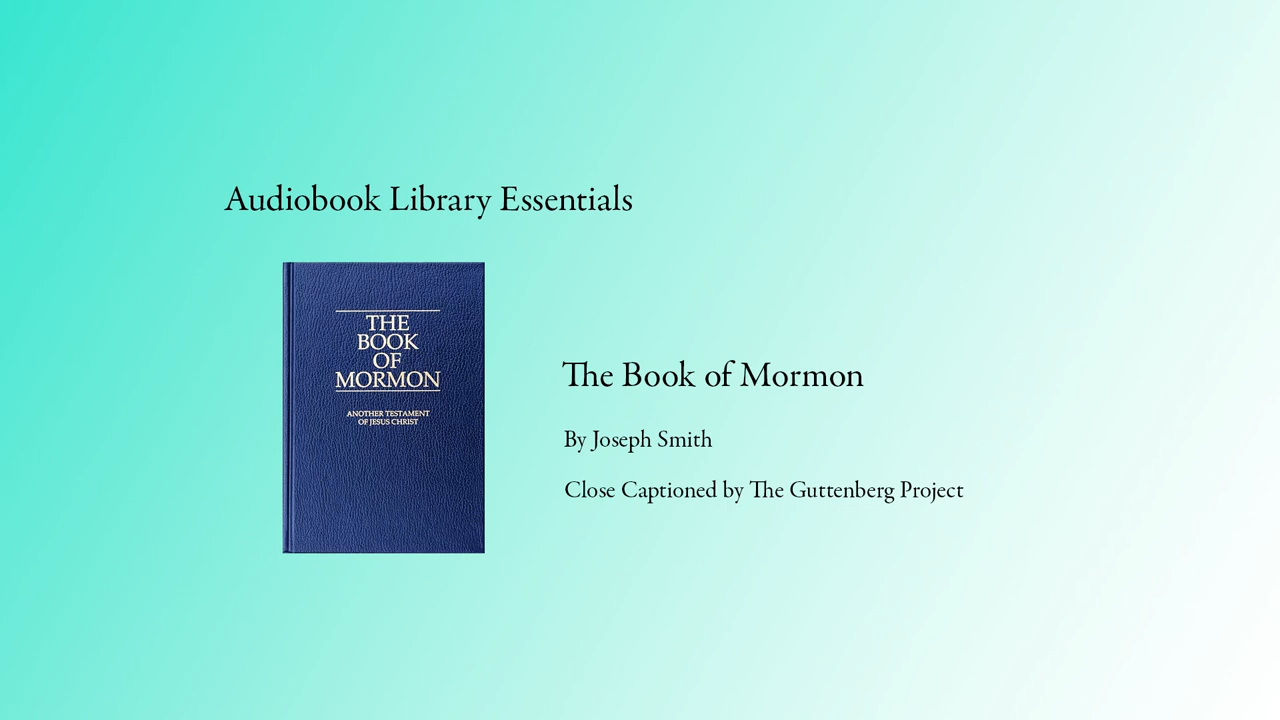 Audiobook Library Essentials
THE
BOOK
OF
MORMON
ANOTHER TESTAMENT
OF JESUS CHRIST
The Book of Mormon
By Joseph Smith
Close Captioned by The Guttenberg Project